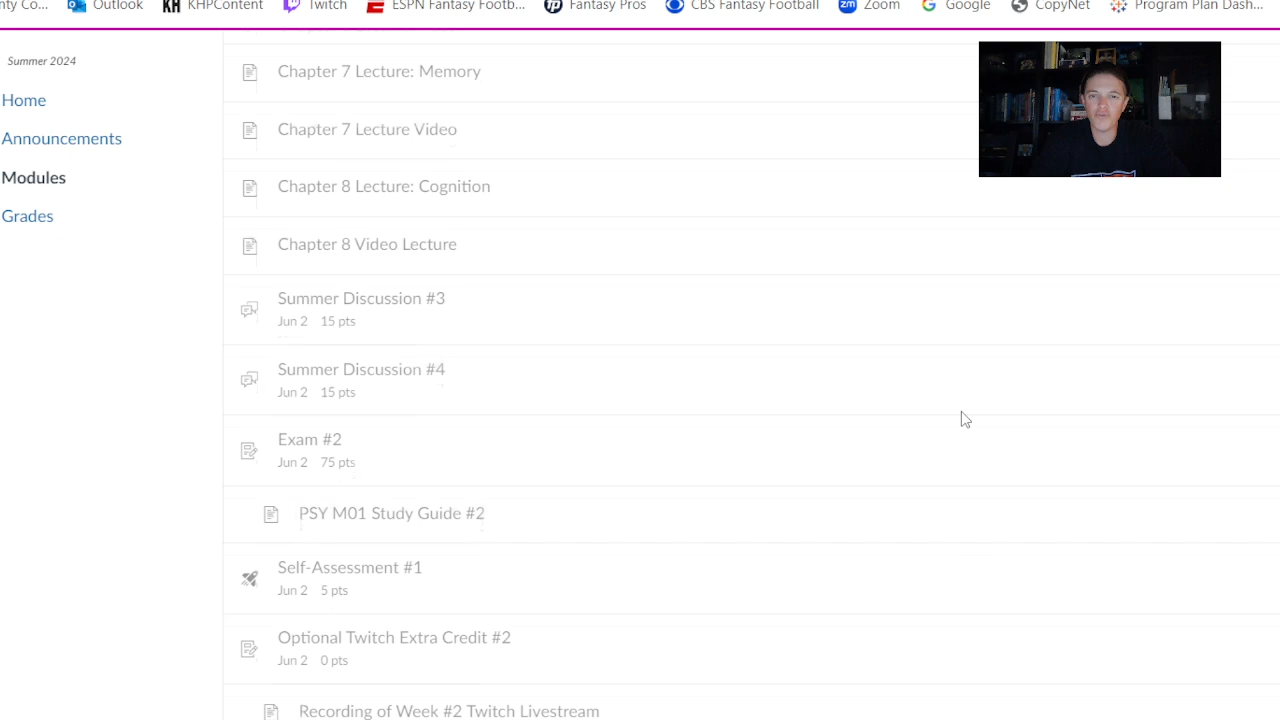 nty Co... Outlook KHPContent Twitch ESPN Fantasy Footb... Fantasy Pros CBS Fantasy Football Zoom Google CopyNet Program Plan Dash...
Summer 2024
Home
Announcements
Modules
Grades
Chapter 7 Lecture: Memory
Chapter 7 Lecture Video
Chapter 8 Lecture: Cognition
Chapter 8 Video Lecture
Summer Discussion #3
Jun 2 15 pts
Summer Discussion #4
Jun 2 15 pts
Exam #2
Jun 2 75 pts
PSY M01 Study Guide #2
Self-Assessment #1
Jun 2 5 pts
Optional Twitch Extra Credit #2
Jun 2 0 pts
Recording of Week #2 Twitch Livestream